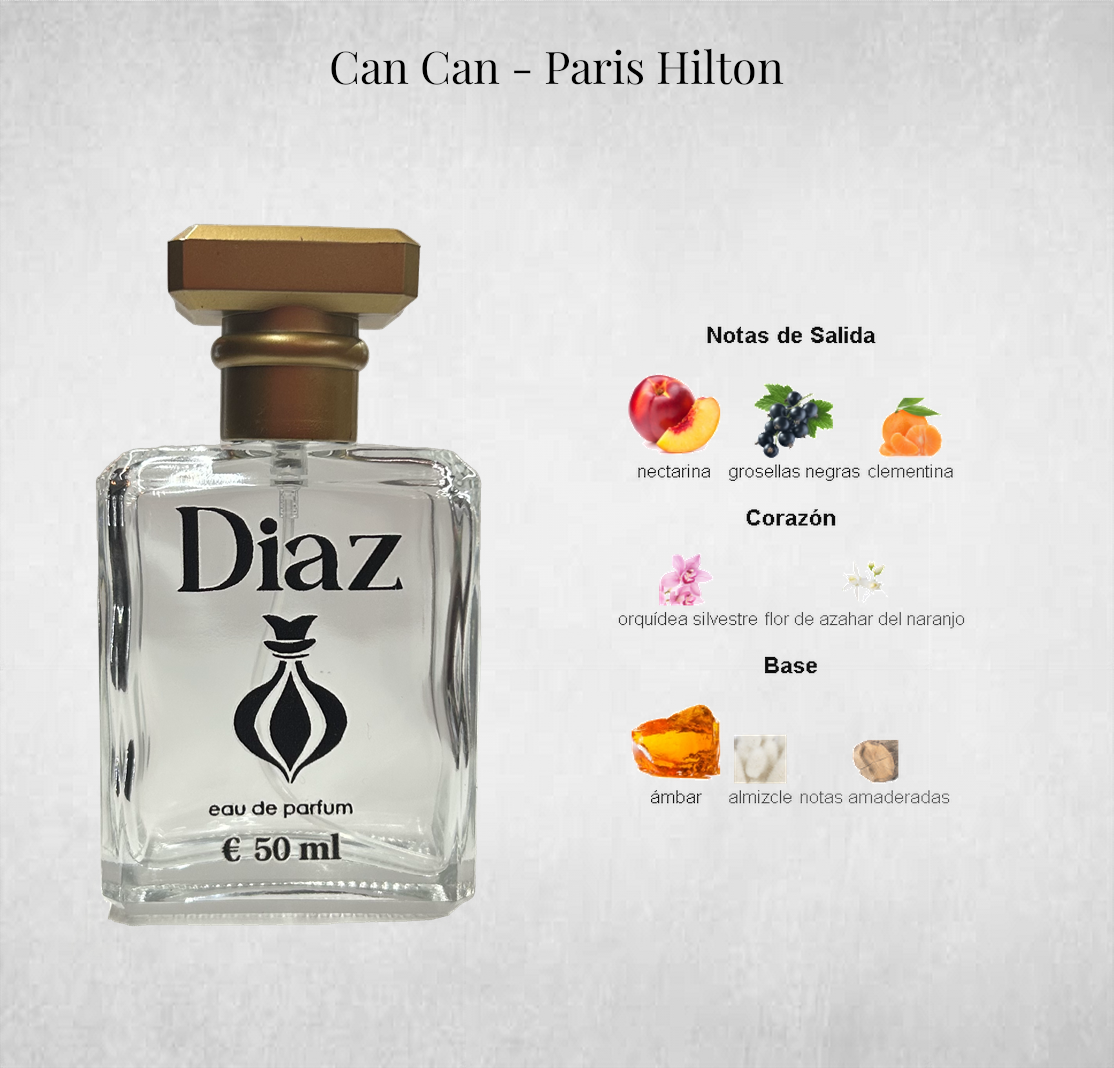 Can Can - Paris Hilton
Diaz
eau de parfum
€ 50 ml
Notas de Salida
nectarina grosellas negras clementina
Corazón
orquídea silvestre flor de azahar del naranjo
Base
ámbar almizcle notas amaderadas